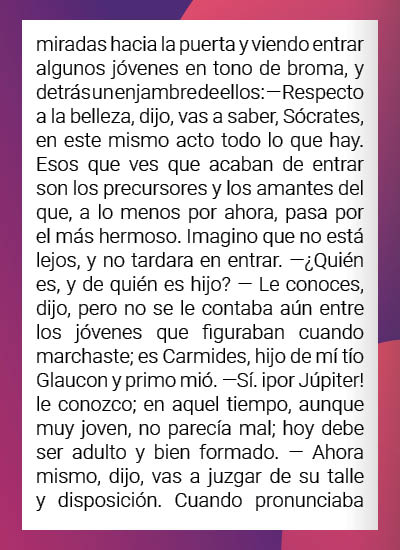 miradas hacia la puerta y viendo entrar
algunos jóvenes en tono de broma, y
detrás un enjambre de ellos: —Respecto
a la belleza, dijo, vas a saber, Sócrates,
en este mismo acto todo lo que hay.
Esos que ves que acaban de entrar
son los precursores y los amantes del
que, a lo menos por ahora, pasa por
el más hermoso. Imagino que no está
lejos, y no tardara en entrar. —¿Quién
es, y de quién es hijo? — Le conoces,
dijo, pero no se le contaba aún entre
los jóvenes que figuraban cuando
marchaste; es Carmides, hijo de mí tío
Glaucon y primo mió. —Sí. ipor Júpiter!
le conozco; en aquel tiempo, aunque
muy joven, no parecía mal; hoy debe
ser adulto y bien formado. — Ahora
mismo, dijo, vas a juzgar de su talle
y disposición. Cuando pronunciaba